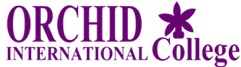 ORCHID
INTERNATIONAL College